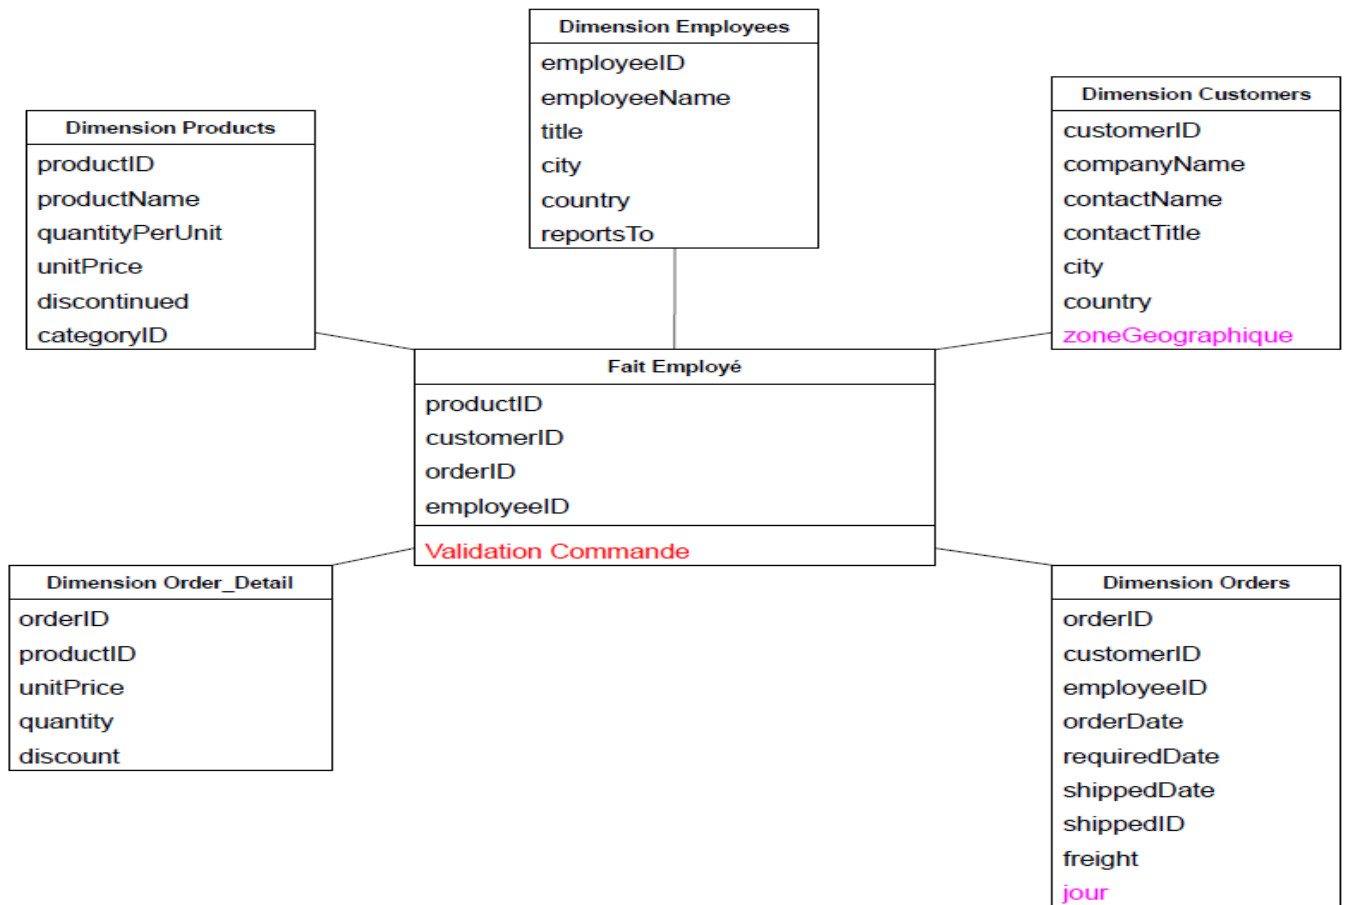 Dimension Employees
employeeID
employeeName
title
city
country
reportsTo
Dimension Customers
customerID
companyName
contactName
contactTitle
city
country
zoneGeographique
Dimension Products
productID
productName
quantityPerUnit
unitPrice
discontinued
categoryID
Fait Employé
productID
customerID
orderID
employeeID
Validation Commande
Dimension Order_Detail
orderID
productID
unitPrice
quantity
discount
Dimension Orders
orderID
customerID
employeeID
orderDate
requiredDate
shippedDate
shippedID
freight
jour